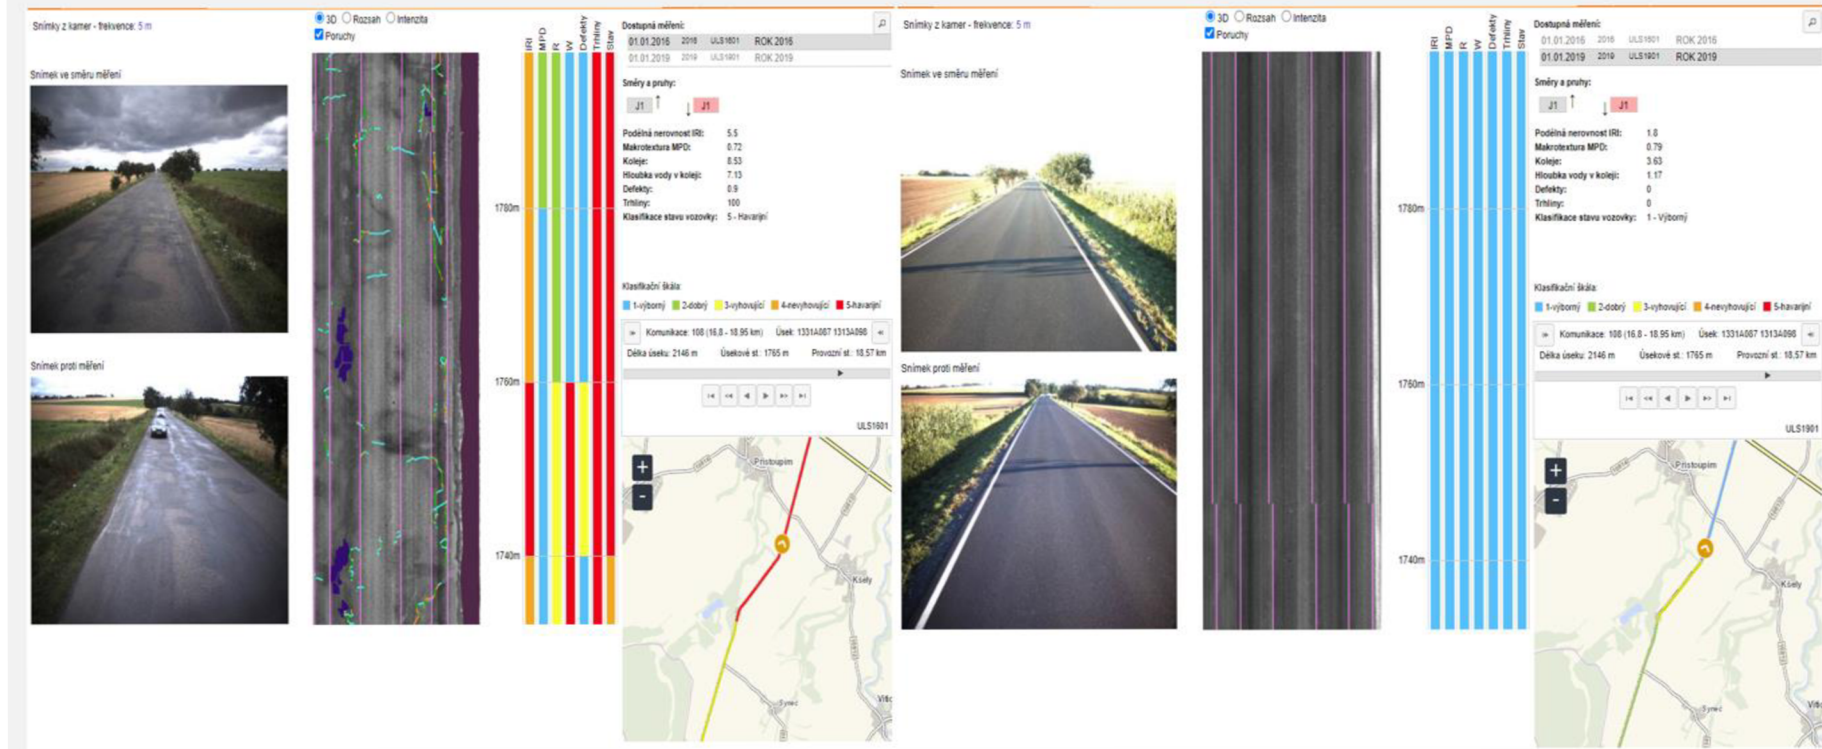 Snímky z kamer - frekvence: 5 m
Snímek ve směru měření
Snímek proti měření
3D Rozsah Intenzita
Poruchy
IRI MPD R W Defekty Trhliny Stav
1780m
1760m
1740m
Dostupná měření:
01.01.2016 2016 ULS1601 ROK 2016
01.01.2019 2019 ULS1901 ROK 2019
Směry a pruhy:
J1 ↑ ↓ J1
Podélná nerovnost IRI: 5.5
Makrotextura MPD: 0.72
Koleje: 8.53
Hloubka vody v koleji: 7.13
Defekty: 0.9
Trhliny: 100
Klasifikace stavu vozovky: 5 - Havarijní
Klasifikační škála:
1-výborný 2-dobrý 3-vyhovující 4-nevyhovující 5-havarijní
Komunikace: 108 (16,8 - 18,95 km) Úsek: 1331A087 1313A098
Délka úseku: 2146 m Úsekové st.: 1765 m Provozní st.: 18,57 km
ULS1601
+
-
Přistoupim
Kšely
Syneč
Vitic
Snímek ve směru měření
Snímek proti měření
3D Rozsah Intenzita
Poruchy
IRI MPD R W Defekty Trhliny Stav
1780m
1760m
1740m
Dostupná měření:
01.01.2016 2016 ULS1601 ROK 2016
01.01.2019 2019 ULS1901 ROK 2019
Směry a pruhy:
J1 ↑ ↓ J1
Podélná nerovnost IRI: 1.8
Makrotextura MPD: 0.79
Koleje: 3.63
Hloubka vody v koleji: 1.17
Defekty: 0
Trhliny: 0
Klasifikace stavu vozovky: 1 - Výborný
Klasifikační škála:
1-výborný 2-dobrý 3-vyhovující 4-nevyhovující 5-havarijní
Komunikace: 108 (16,8 - 18,95 km) Úsek: 1331A087 1313A098
Délka úseku: 2146 m Úsekové st.: 1765 m Provozní st.: 18,57 km
ULS1901
+
-
Přistoupim
Kšely
Syneč
Vitic